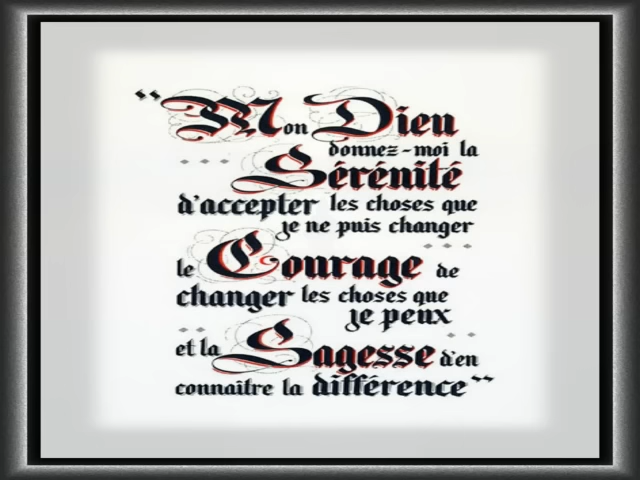 “Mon Dieu
donnez-moi la
Sérénité
d'accepter les choses que
je ne puis changer
le Courage de
changer les choses que
je peux
et la Sagesse d'en
connaître la différence”